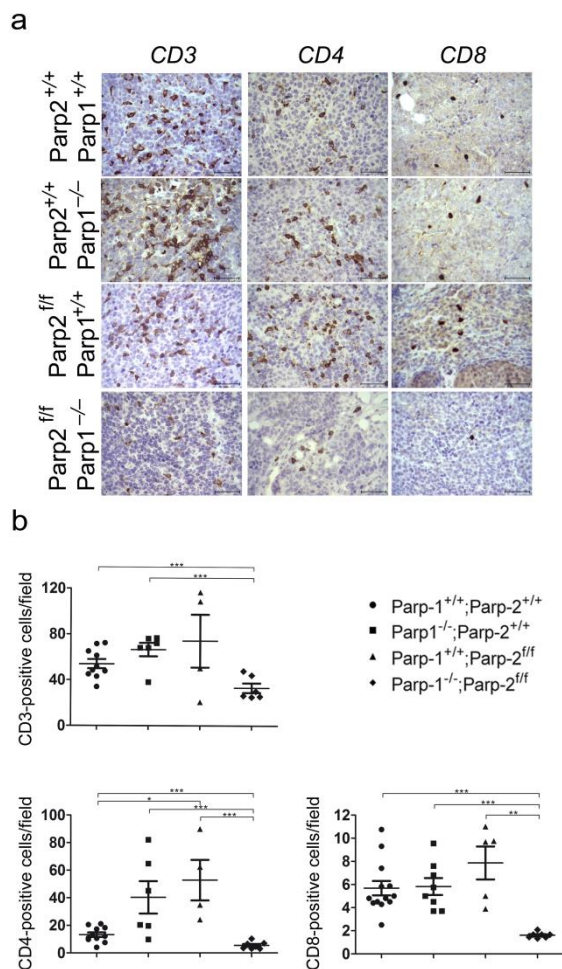 a
CD3 CD4 CD8
Parp2+/+
Parp1+/+
Parp2+/+
Parp1−/−
Parp2f/f
Parp1+/+
Parp2f/f
Parp1−/−
b
***
***
CD3-positive cells/field
120
80
40
0
Parp-1+/+;Parp-2+/+
Parp1-/-;Parp-2+/+
Parp-1+/+;Parp-2f/f
Parp-1-/-;Parp-2f/f
***
*
***
***
CD4-positive cells/field
100
80
60
40
20
0
***
***
**
CD8-positive cells/field
12
10
8
6
4
2
0